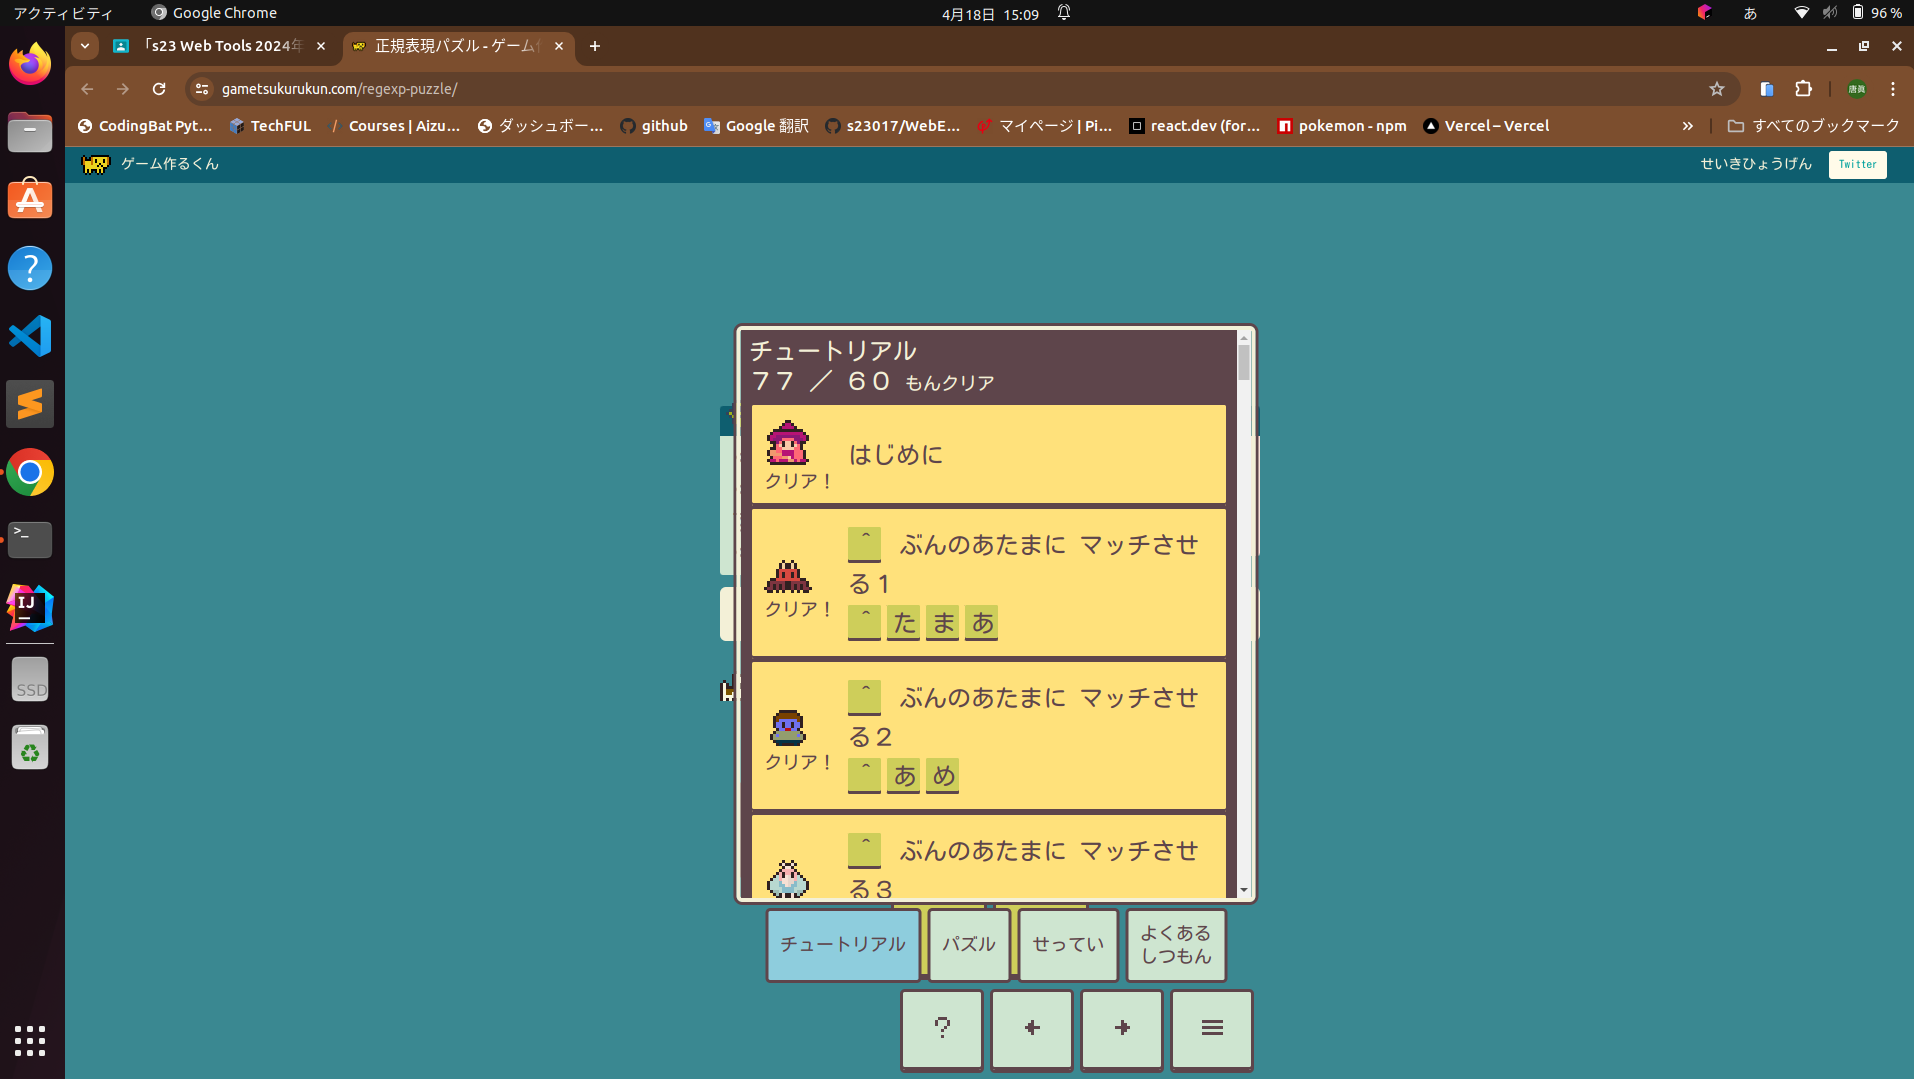 アクティビティ
Google Chrome
4月18日 15:09
あ
96 %
「s23 Web Tools 2024年
正規表現パズル - ゲーム
gametsukurukun.com/regexp-puzzle/
唐眞
CodingBat Pyt...
TechFUL
Courses | Aizu...
ダッシュボー...
github
Google 翻訳
s23017/WebE...
マイページ | Pi...
react.dev (for...
pokemon - npm
Vercel – Vercel
すべてのブックマーク
ゲーム作るくん
せいきひょうげん
Twitter
チュートリアル
77 / 60 もんクリア
はじめに
クリア！
^ ぶんのあたまに マッチさせ
る1
クリア！
^ た ま あ
^ ぶんのあたまに マッチさせ
る2
クリア！
^ あ め
^ ぶんのあたまに マッチさせ
る3
チュートリアル
パズル
せってい
よくある
しつもん
?
← → ≡
SSD
IJ
>_